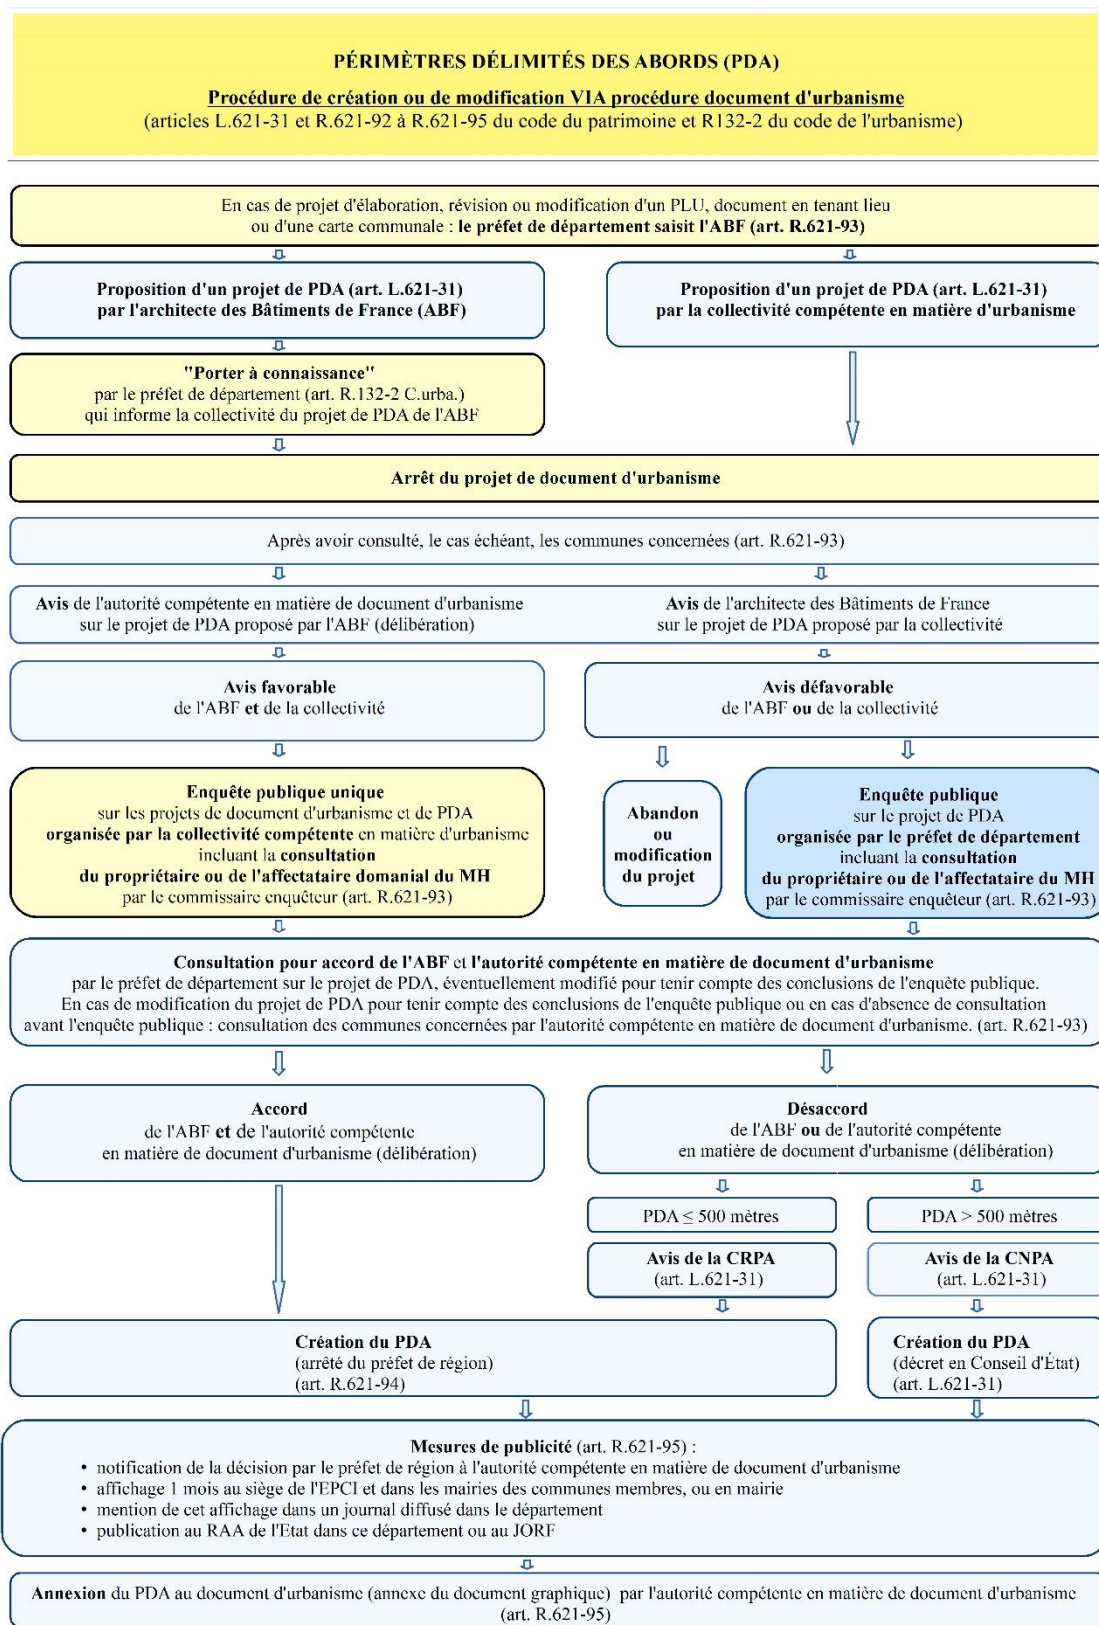 PÉRIMÈTRES DÉLIMITÉS DES ABORDS (PDA)
Procédure de création ou de modification VIA procédure document d'urbanisme
(articles L.621-31 et R.621-92 à R.621-95 du code du patrimoine et R132-2 du code de l'urbanisme)
En cas de projet d'élaboration, révision ou modification d'un PLU, document en tenant lieu
ou d'une carte communale : le préfet de département saisit l'ABF (art. R.621-93)
Proposition d'un projet de PDA (art. L.621-31)
par l'architecte des Bâtiments de France (ABF)
Proposition d'un projet de PDA (art. L.621-31)
par la collectivité compétente en matière d'urbanisme
"Porter à connaissance"
par le préfet de département (art. R.132-2 C.urba.)
qui informe la collectivité du projet de PDA de l'ABF
Arrêt du projet de document d'urbanisme
Après avoir consulté, le cas échéant, les communes concernées (art. R.621-93)
Avis de l'autorité compétente en matière de document d'urbanisme
sur le projet de PDA proposé par l'ABF (délibération)
Avis de l'architecte des Bâtiments de France
sur le projet de PDA proposé par la collectivité
Avis favorable
de l'ABF et de la collectivité
Avis défavorable
de l'ABF ou de la collectivité
Enquête publique unique
sur les projets de document d'urbanisme et de PDA
organisée par la collectivité compétente en matière d'urbanisme
incluant la consultation
du propriétaire ou de l'affectataire domanial du MH
par le commissaire enquêteur (art. R.621-93)
Abandon
ou
modification
du projet
Enquête publique
sur le projet de PDA
organisée par le préfet de département
incluant la consultation
du propriétaire ou de l'affectataire du MH
par le commissaire enquêteur (art. R.621-93)
Consultation pour accord de l'ABF et l'autorité compétente en matière de document d'urbanisme
par le préfet de département sur le projet de PDA, éventuellement modifié pour tenir compte des conclusions de l'enquête publique.
En cas de modification du projet de PDA pour tenir compte des conclusions de l'enquête publique ou en cas d'absence de consultation
avant l'enquête publique : consultation des communes concernées par l'autorité compétente en matière de document d'urbanisme. (art. R.621-93)
Accord
de l'ABF et de l'autorité compétente
en matière de document d'urbanisme (délibération)
Désaccord
de l'ABF ou de l'autorité compétente
en matière de document d'urbanisme (délibération)
PDA ≤ 500 mètres
PDA > 500 mètres
Avis de la CRPA
(art. L.621-31)
Avis de la CNPA
(art. L.621-31)
Création du PDA
(arrêté du préfet de région)
(art. R.621-94)
Création du PDA
(décret en Conseil d'État)
(art. L.621-31)
Mesures de publicité (art. R.621-95) :
• notification de la décision par le préfet de région à l'autorité compétente en matière de document d'urbanisme
• affichage 1 mois au siège de l'EPCI et dans les mairies des communes membres, ou en mairie
• mention de cet affichage dans un journal diffusé dans le département
• publication au RAA de l'Etat dans ce département ou au JORF
Annexion du PDA au document d'urbanisme (annexe du document graphique) par l'autorité compétente en matière de document d'urbanisme
(art. R.621-95)